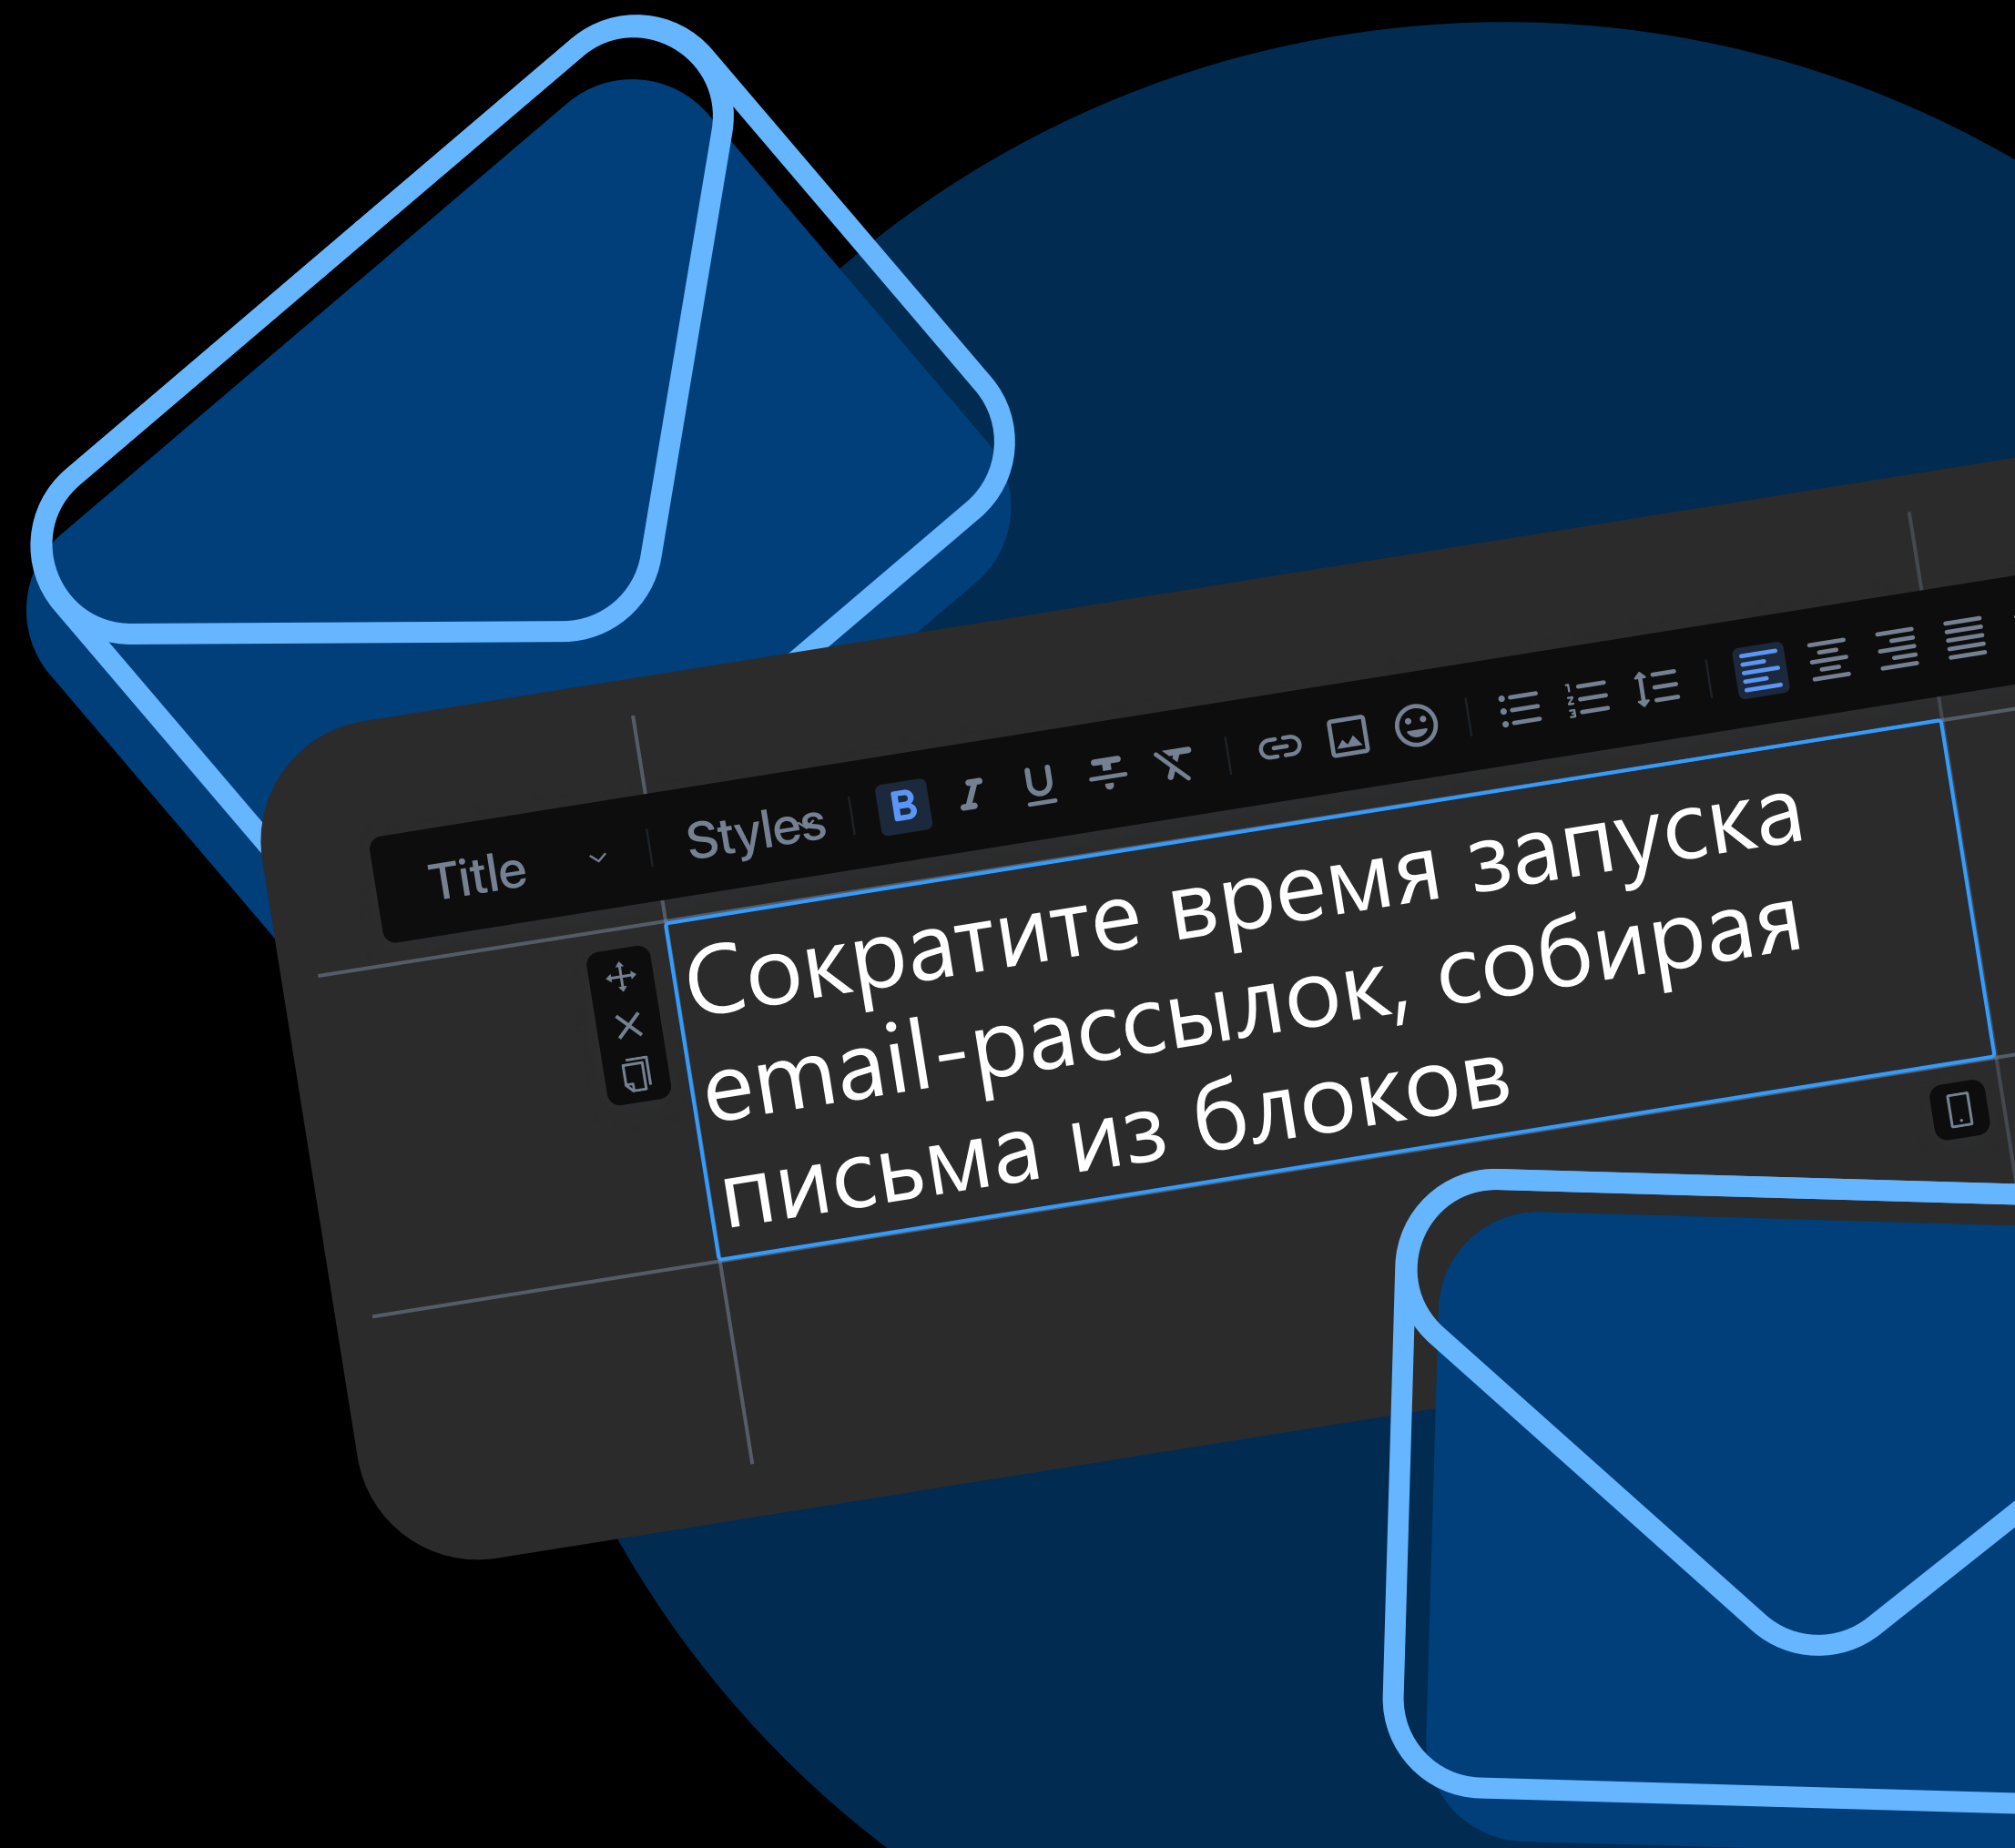 Title
Styles
Сократите время запуска
email-рассылок, собирая
письма из блоков